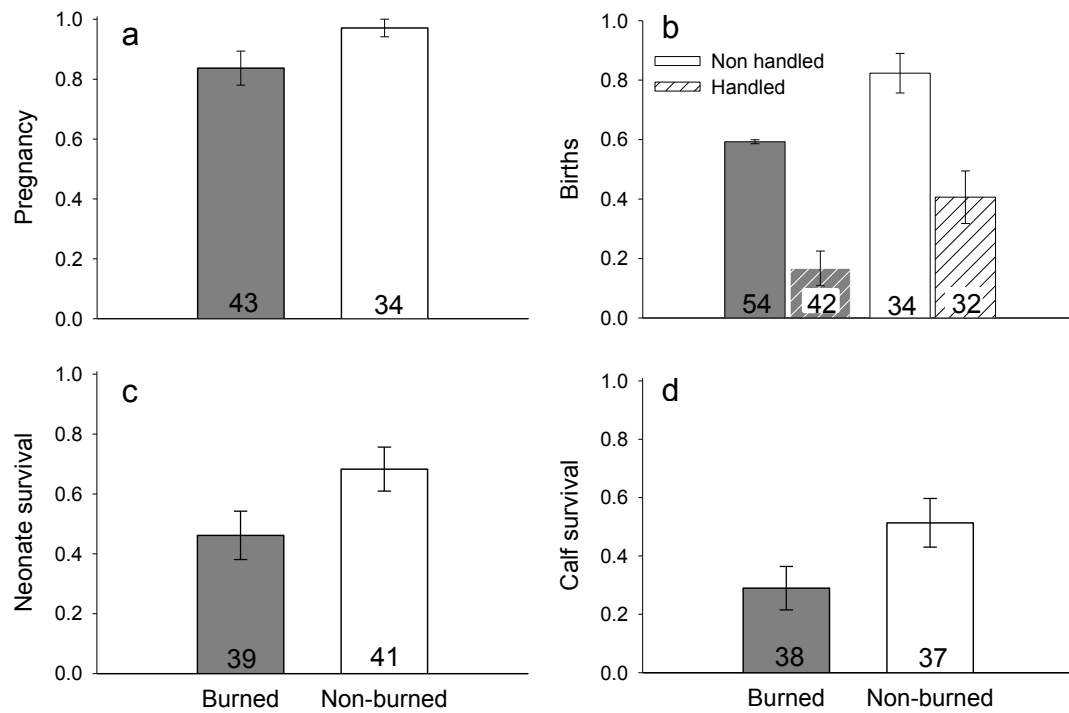 a
Pregnancy
1.0
0.8
0.6
0.4
0.2
0.0
43
34
b
Births
1.0
0.8
0.6
0.4
0.2
0.0
Non handled
Handled
54
42
34
32
c
Neonate survival
1.0
0.8
0.6
0.4
0.2
0.0
39
41
Burned
Non-burned
d
Calf survival
1.0
0.8
0.6
0.4
0.2
0.0
38
37
Burned
Non-burned